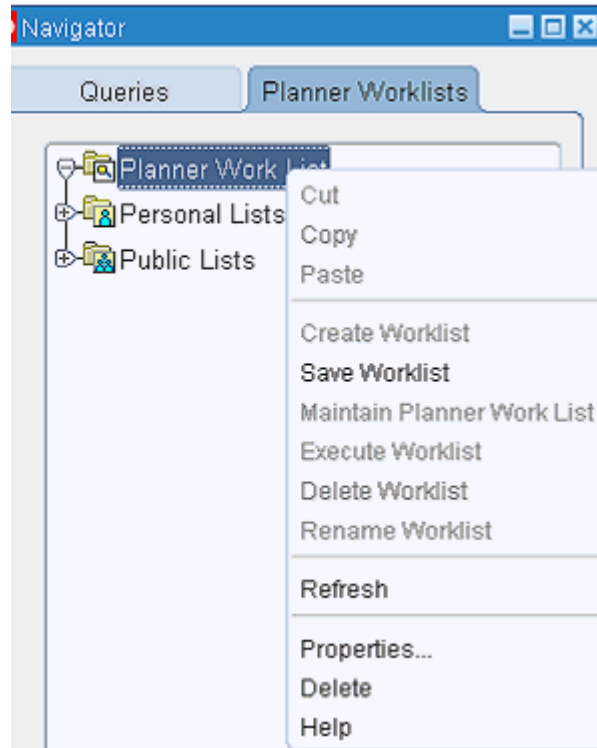 Navigator
Queries
Planner Worklists
Planner Work List
Personal Lists
Public Lists
Cut
Copy
Paste
Create Worklist
Save Worklist
Maintain Planner Work List
Execute Worklist
Delete Worklist
Rename Worklist
Refresh
Properties...
Delete
Help